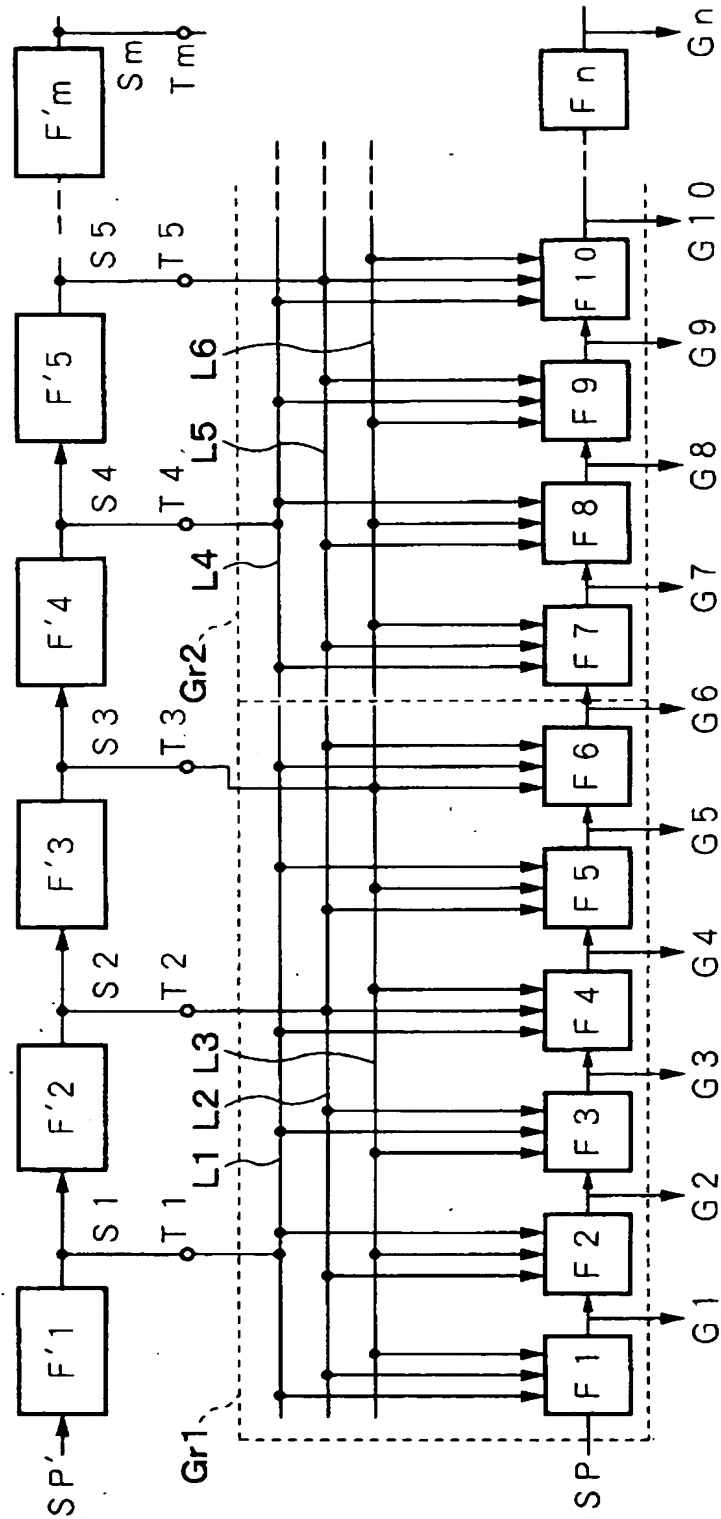 SP' F'1 F'2 F'3 F'4 F'5 F'm
S1 S2 S3 S4 S5 Sm
T1 T2 T3 T4 T5 Tm
Gr1 L1 L2 L3 Gr2 L4 L5 L6
SP F1 F2 F3 F4 F5 F6 F7 F8 F9 F10 Fn
G1 G2 G3 G4 G5 G6 G7 G8 G9 G10 Gn